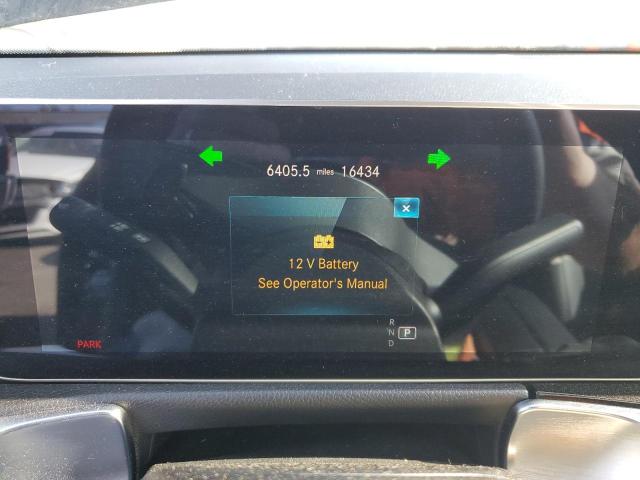 6405.5 miles 16434
12 V Battery
See Operator's Manual
R
N
P
D
PARK